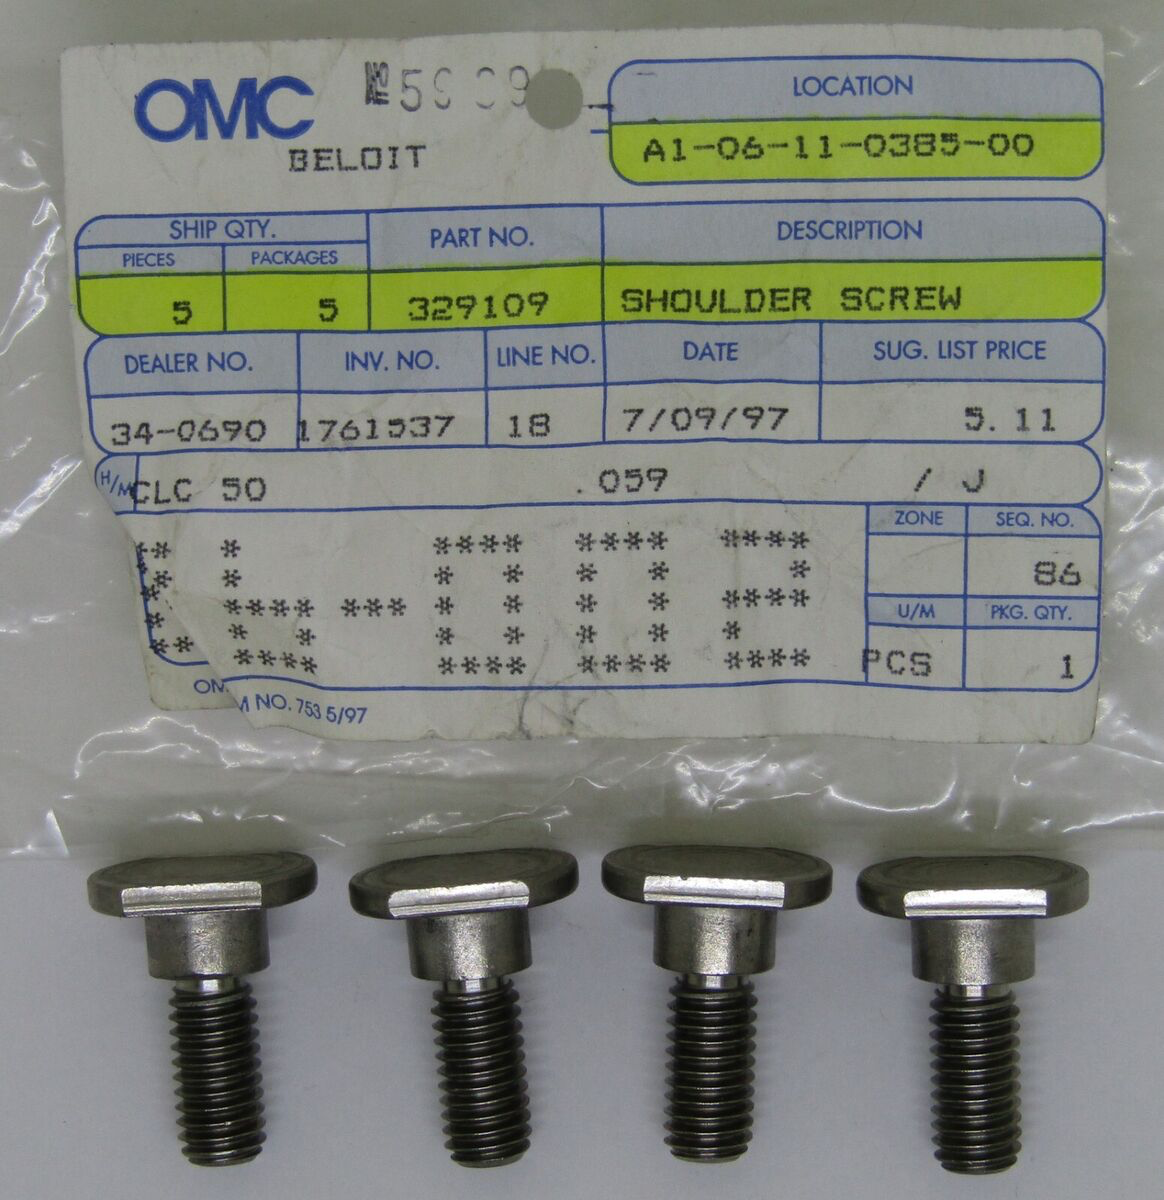 OMC
BELOIT
LOCATION
A1-06-11-0385-00
SHIP QTY.
PIECES PACKAGES
PART NO.
DESCRIPTION
5 5 329109 SHOULDER SCREW
DEALER NO. INV. NO. LINE NO. DATE SUG. LIST PRICE
34-0690 1761537 18 7/09/97 5.11
H/M CLC 50 .059 / J
ZONE SEQ. NO.
86
U/M PKG. QTY.
PCS 1
NO. 753 5/97